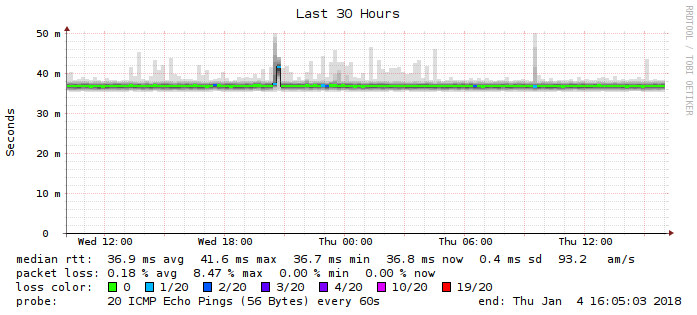 Last 30 Hours
RRDTOOL / TOBI OETIKER
Seconds
50 m
40 m
30 m
20 m
10 m
0
Wed 12:00 Wed 18:00 Thu 00:00 Thu 06:00 Thu 12:00
median rtt: 36.9 ms avg 41.6 ms max 36.7 ms min 36.8 ms now 0.4 ms sd 93.2 am/s
packet loss: 0.18 % avg 8.47 % max 0.00 % min 0.00 % now
loss color: 0 1/20 2/20 3/20 4/20 10/20 19/20
probe: 20 ICMP Echo Pings (56 Bytes) every 60s end: Thu Jan 4 16:05:03 2018